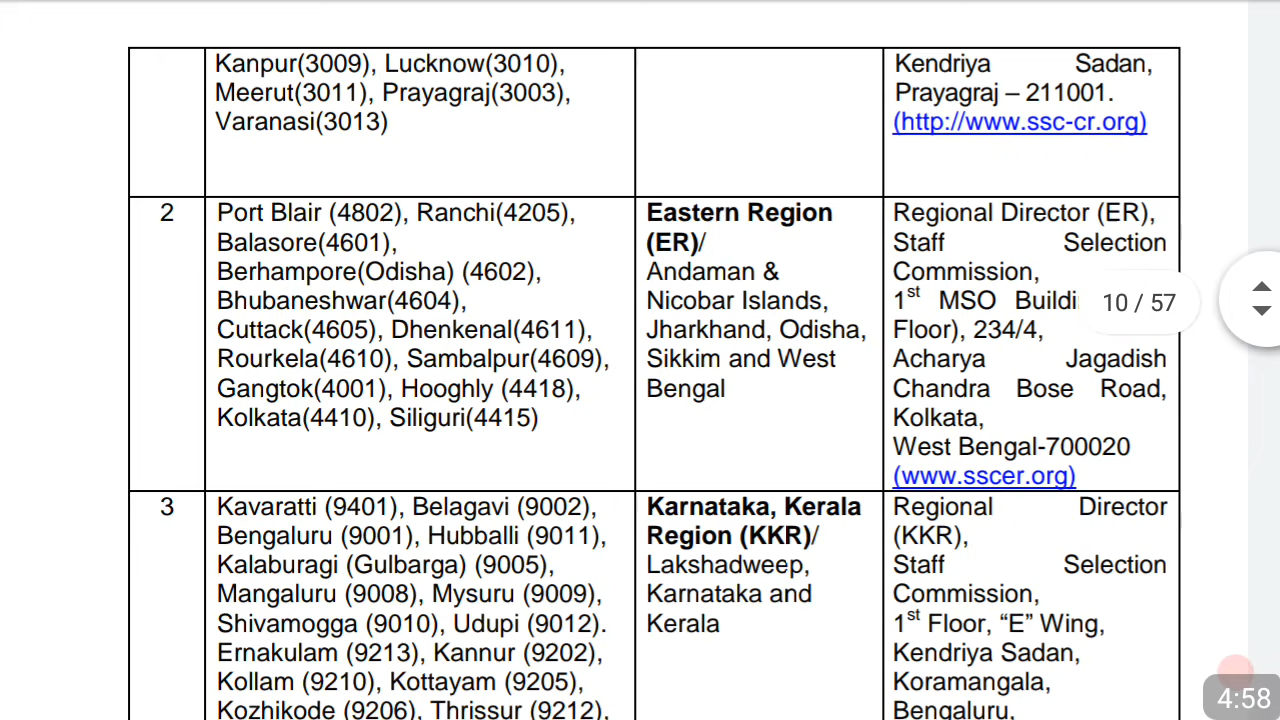 Kanpur(3009), Lucknow(3010),
Meerut(3011), Prayagraj(3003),
Varanasi(3013)
Kendriya Sadan,
Prayagraj – 211001.
(http://www.ssc-cr.org)
2
Port Blair (4802), Ranchi(4205),
Balasore(4601),
Berhampore(Odisha) (4602),
Bhubaneshwar(4604),
Cuttack(4605), Dhenkenal(4611),
Rourkela(4610), Sambalpur(4609),
Gangtok(4001), Hooghly (4418),
Kolkata(4410), Siliguri(4415)
Eastern Region
(ER)/
Andaman &
Nicobar Islands,
Jharkhand, Odisha,
Sikkim and West
Bengal
Regional Director (ER),
Staff Selection
Commission,
1st MSO
Floor), 234/4,
Acharya Jagadish
Chandra Bose Road,
Kolkata,
West Bengal-700020
(www.sscer.org)
10 / 57
3
Kavaratti (9401), Belagavi (9002),
Bengaluru (9001), Hubballi (9011),
Kalaburagi (Gulbarga) (9005),
Mangaluru (9008), Mysuru (9009),
Shivamogga (9010), Udupi (9012).
Ernakulam (9213), Kannur (9202),
Kollam (9210), Kottayam (9205),
Kozhikode (9206), Thrissur (9212),
Karnataka, Kerala
Region (KKR)/
Lakshadweep,
Karnataka and
Kerala
Regional Director
(KKR),
Staff Selection
Commission,
1st Floor, “E” Wing,
Kendriya Sadan,
Koramangala,
Bengaluru,
4:58